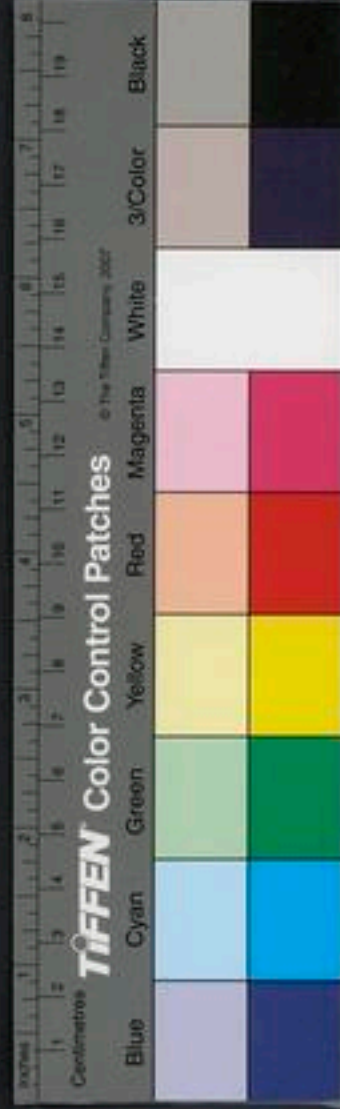 Inches 1 2 3 4 5 6 7 8
1 2 3 4 5 6 7 8 9 10 11 12 13 14 15 16 17 18 19
Centimetres
TIFFEN Color Control Patches © The Tiffen Company, 2007
Blue Cyan Green Yellow Red Magenta White 3/Color Black